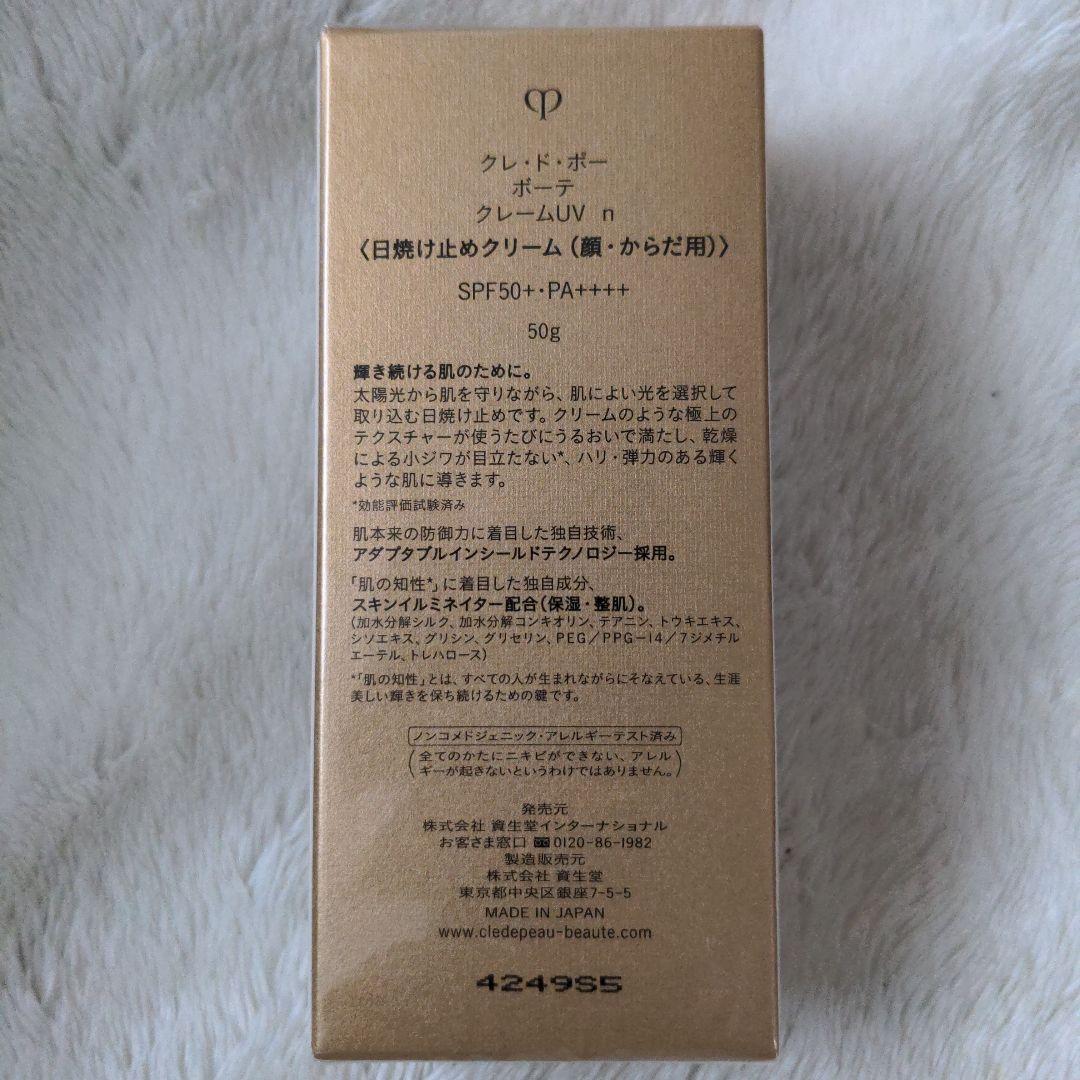 クレ・ド・ポー
ボーテ
クレームUV n
〈日焼け止めクリーム（顔・からだ用）〉
SPF50+・PA++++
50g
輝き続ける肌のために。
太陽光から肌を守りながら、肌によい光を選択して
取り込む日焼け止めです。クリームのような極上の
テクスチャーが使うたびにうるおいで満たし、乾燥
による小ジワが目立たない*、ハリ・弾力のある輝く
ような肌に導きます。
*効能評価試験済み
肌本来の防御力に着目した独自技術、
アダプタブルインシールドテクノロジー採用。
「肌の知性*」に着目した独自成分、
スキンイルミネイター配合（保湿・整肌）。
（加水分解シルク、加水分解コンキオリン、テアニン、トウキエキス、
シソエキス、グリシン、グリセリン、PEG／PPG－14／7ジメチル
エーテル、トレハロース）
*「肌の知性」とは、すべての人が生まれながらにそなえている、生涯
美しい輝きを保ち続けるための鍵です。
ノンコメドジェニック・アレルギーテスト済み
（全てのかたにニキビができない、アレル
ギーが起きないというわけではありません。）
発売元
株式会社 資生堂インターナショナル
お客さま窓口 0120-86-1982
製造販売元
株式会社 資生堂
東京都中央区銀座7-5-5
MADE IN JAPAN
www.cledepeau-beaute.com
4249S5